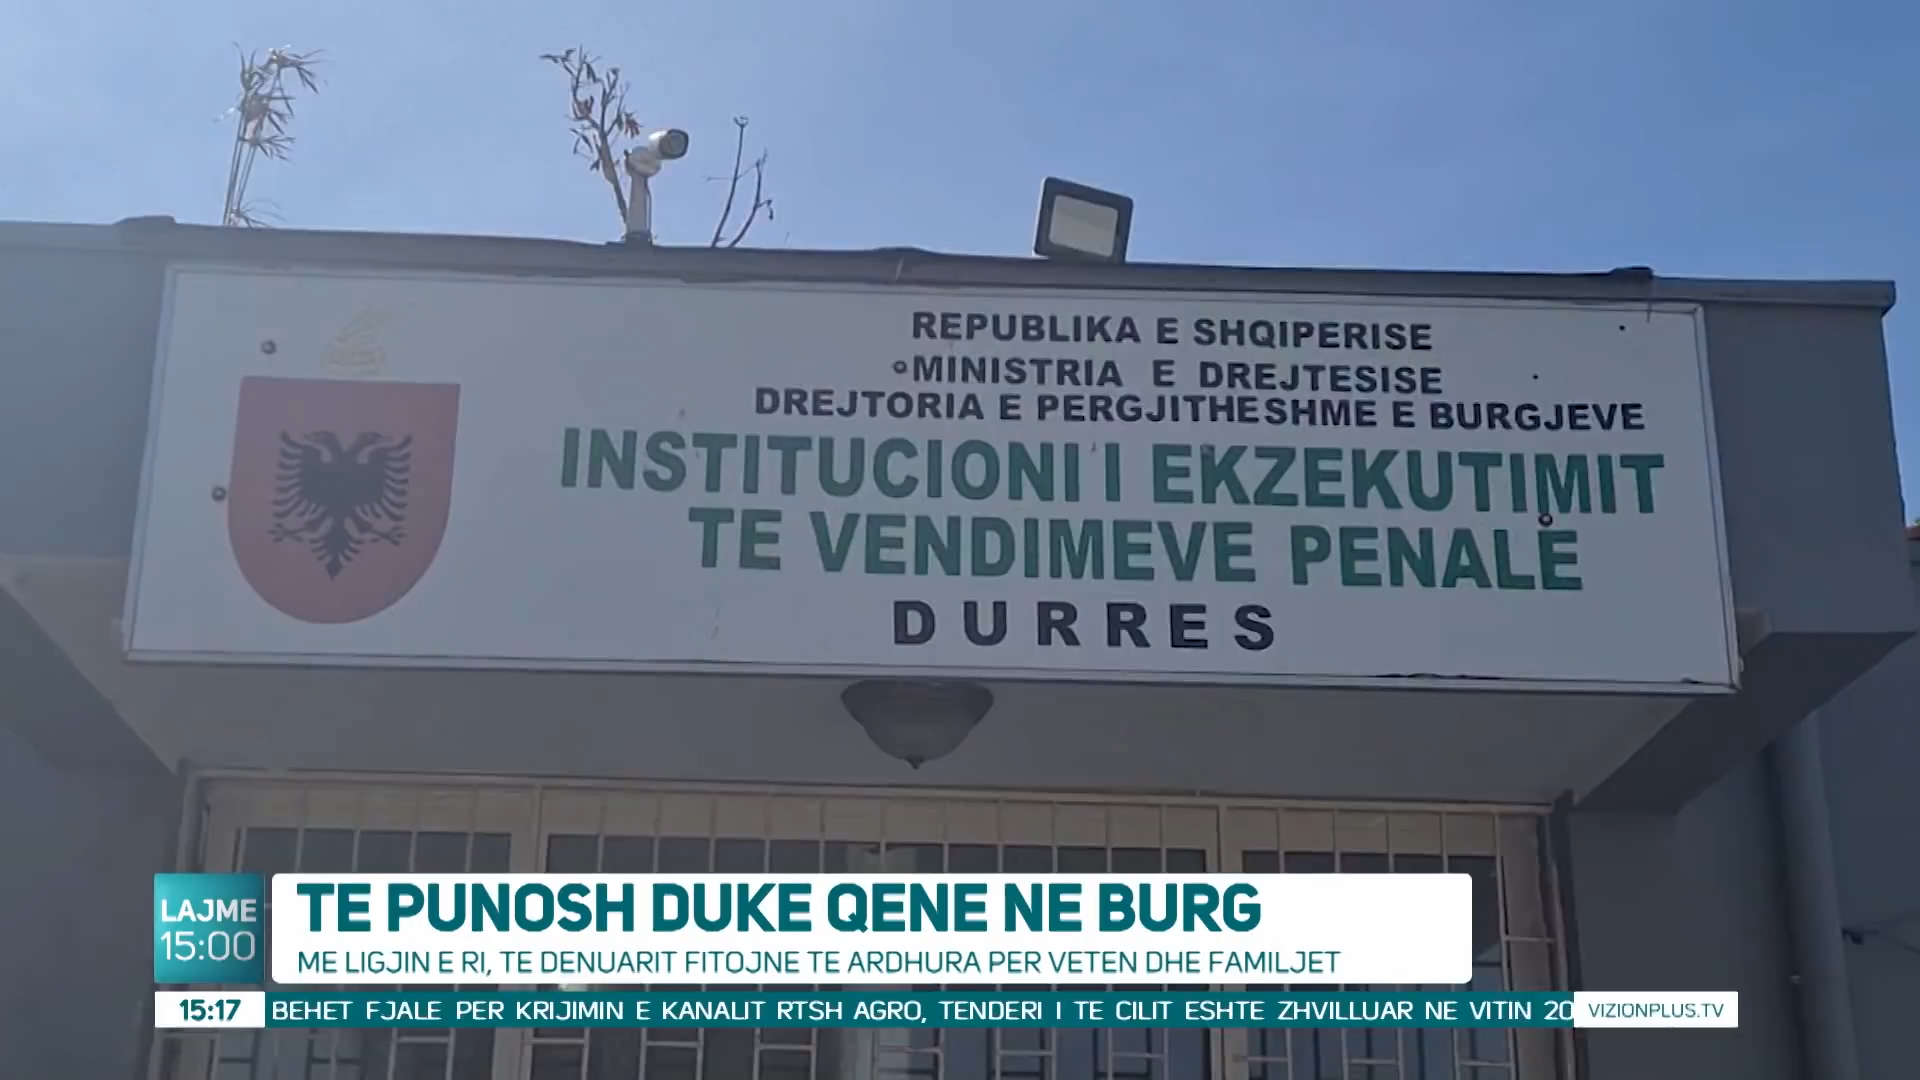 REPUBLIKA E SHQIPERISE
MINISTRIA E DREJTESISE
DREJTORIA E PERGJITHESHME E BURGJEVE
INSTITUCIONI I EKZEKUTIMIT
TE VENDIMEVE PENALE
DURRES
LAJME
15:00
TE PUNOSH DUKE QENE NE BURG
ME LIGJIN E RI, TE DENUARIT FITOJNE TE ARDHURA PER VETEN DHE FAMILJET
15:17
BEHET FJALE PER KRIJIMIN E KANALIT RTSH AGRO, TENDERI I TE CILIT ESHTE ZHVILLUAR NE VITIN 20
VIZIONPLUS.TV